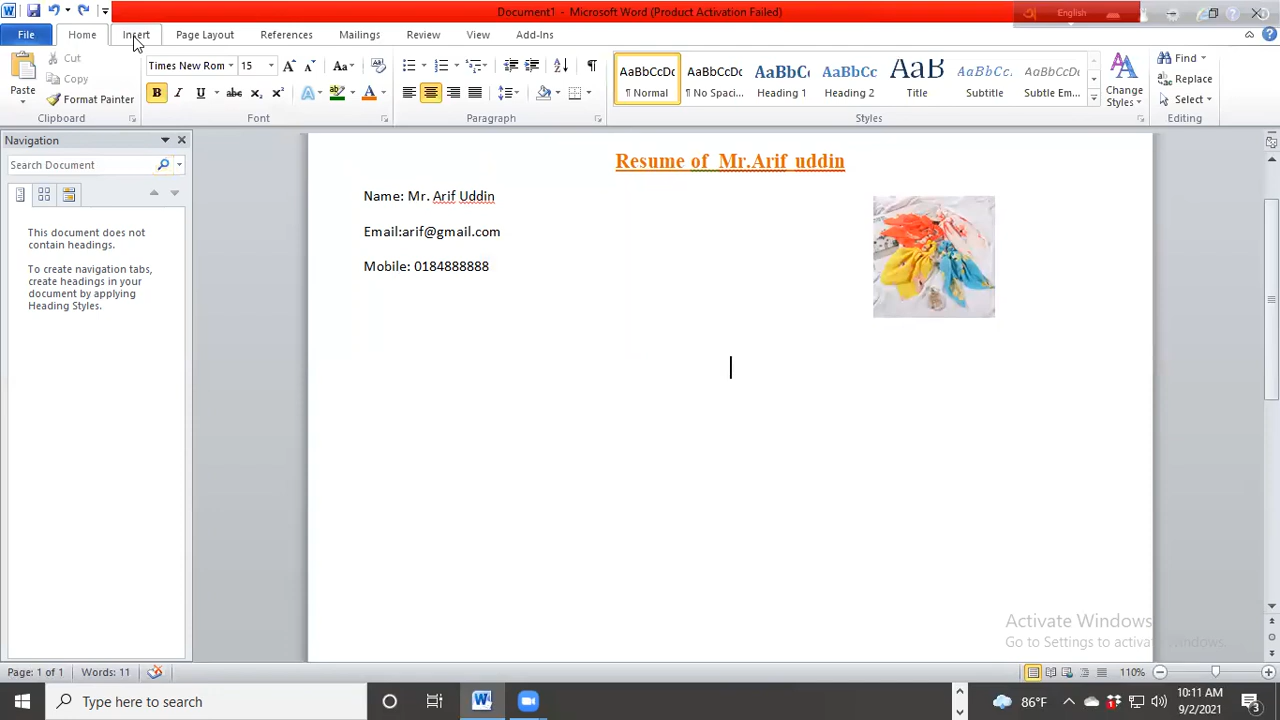 Document1 - Microsoft Word (Product Activation Failed)
English
File Home Insert Page Layout References Mailings Review View Add-Ins
Paste
Cut
Copy
Format Painter
Clipboard
Times New Rom 15
Font
Paragraph
AaBbCcDc AaBbCcDc AaBbC AaBbCc AaB AaBbCc. AaBbCcDc
¶ Normal ¶ No Spaci... Heading 1 Heading 2 Title Subtitle Subtle Em...
Change Styles
Styles
Find
Replace
Select
Editing
Navigation
Search Document
This document does not contain headings.
To create navigation tabs, create headings in your document by applying Heading Styles.
Resume of Mr.Arif uddin
Name: Mr. Arif Uddin
Email:arif@gmail.com
Mobile: 0184888888
Activate Windows
Go to Settings to activate Windows.
Page: 1 of 1 Words: 11
110%
Type here to search
86°F
10:11 AM
9/2/2021
3